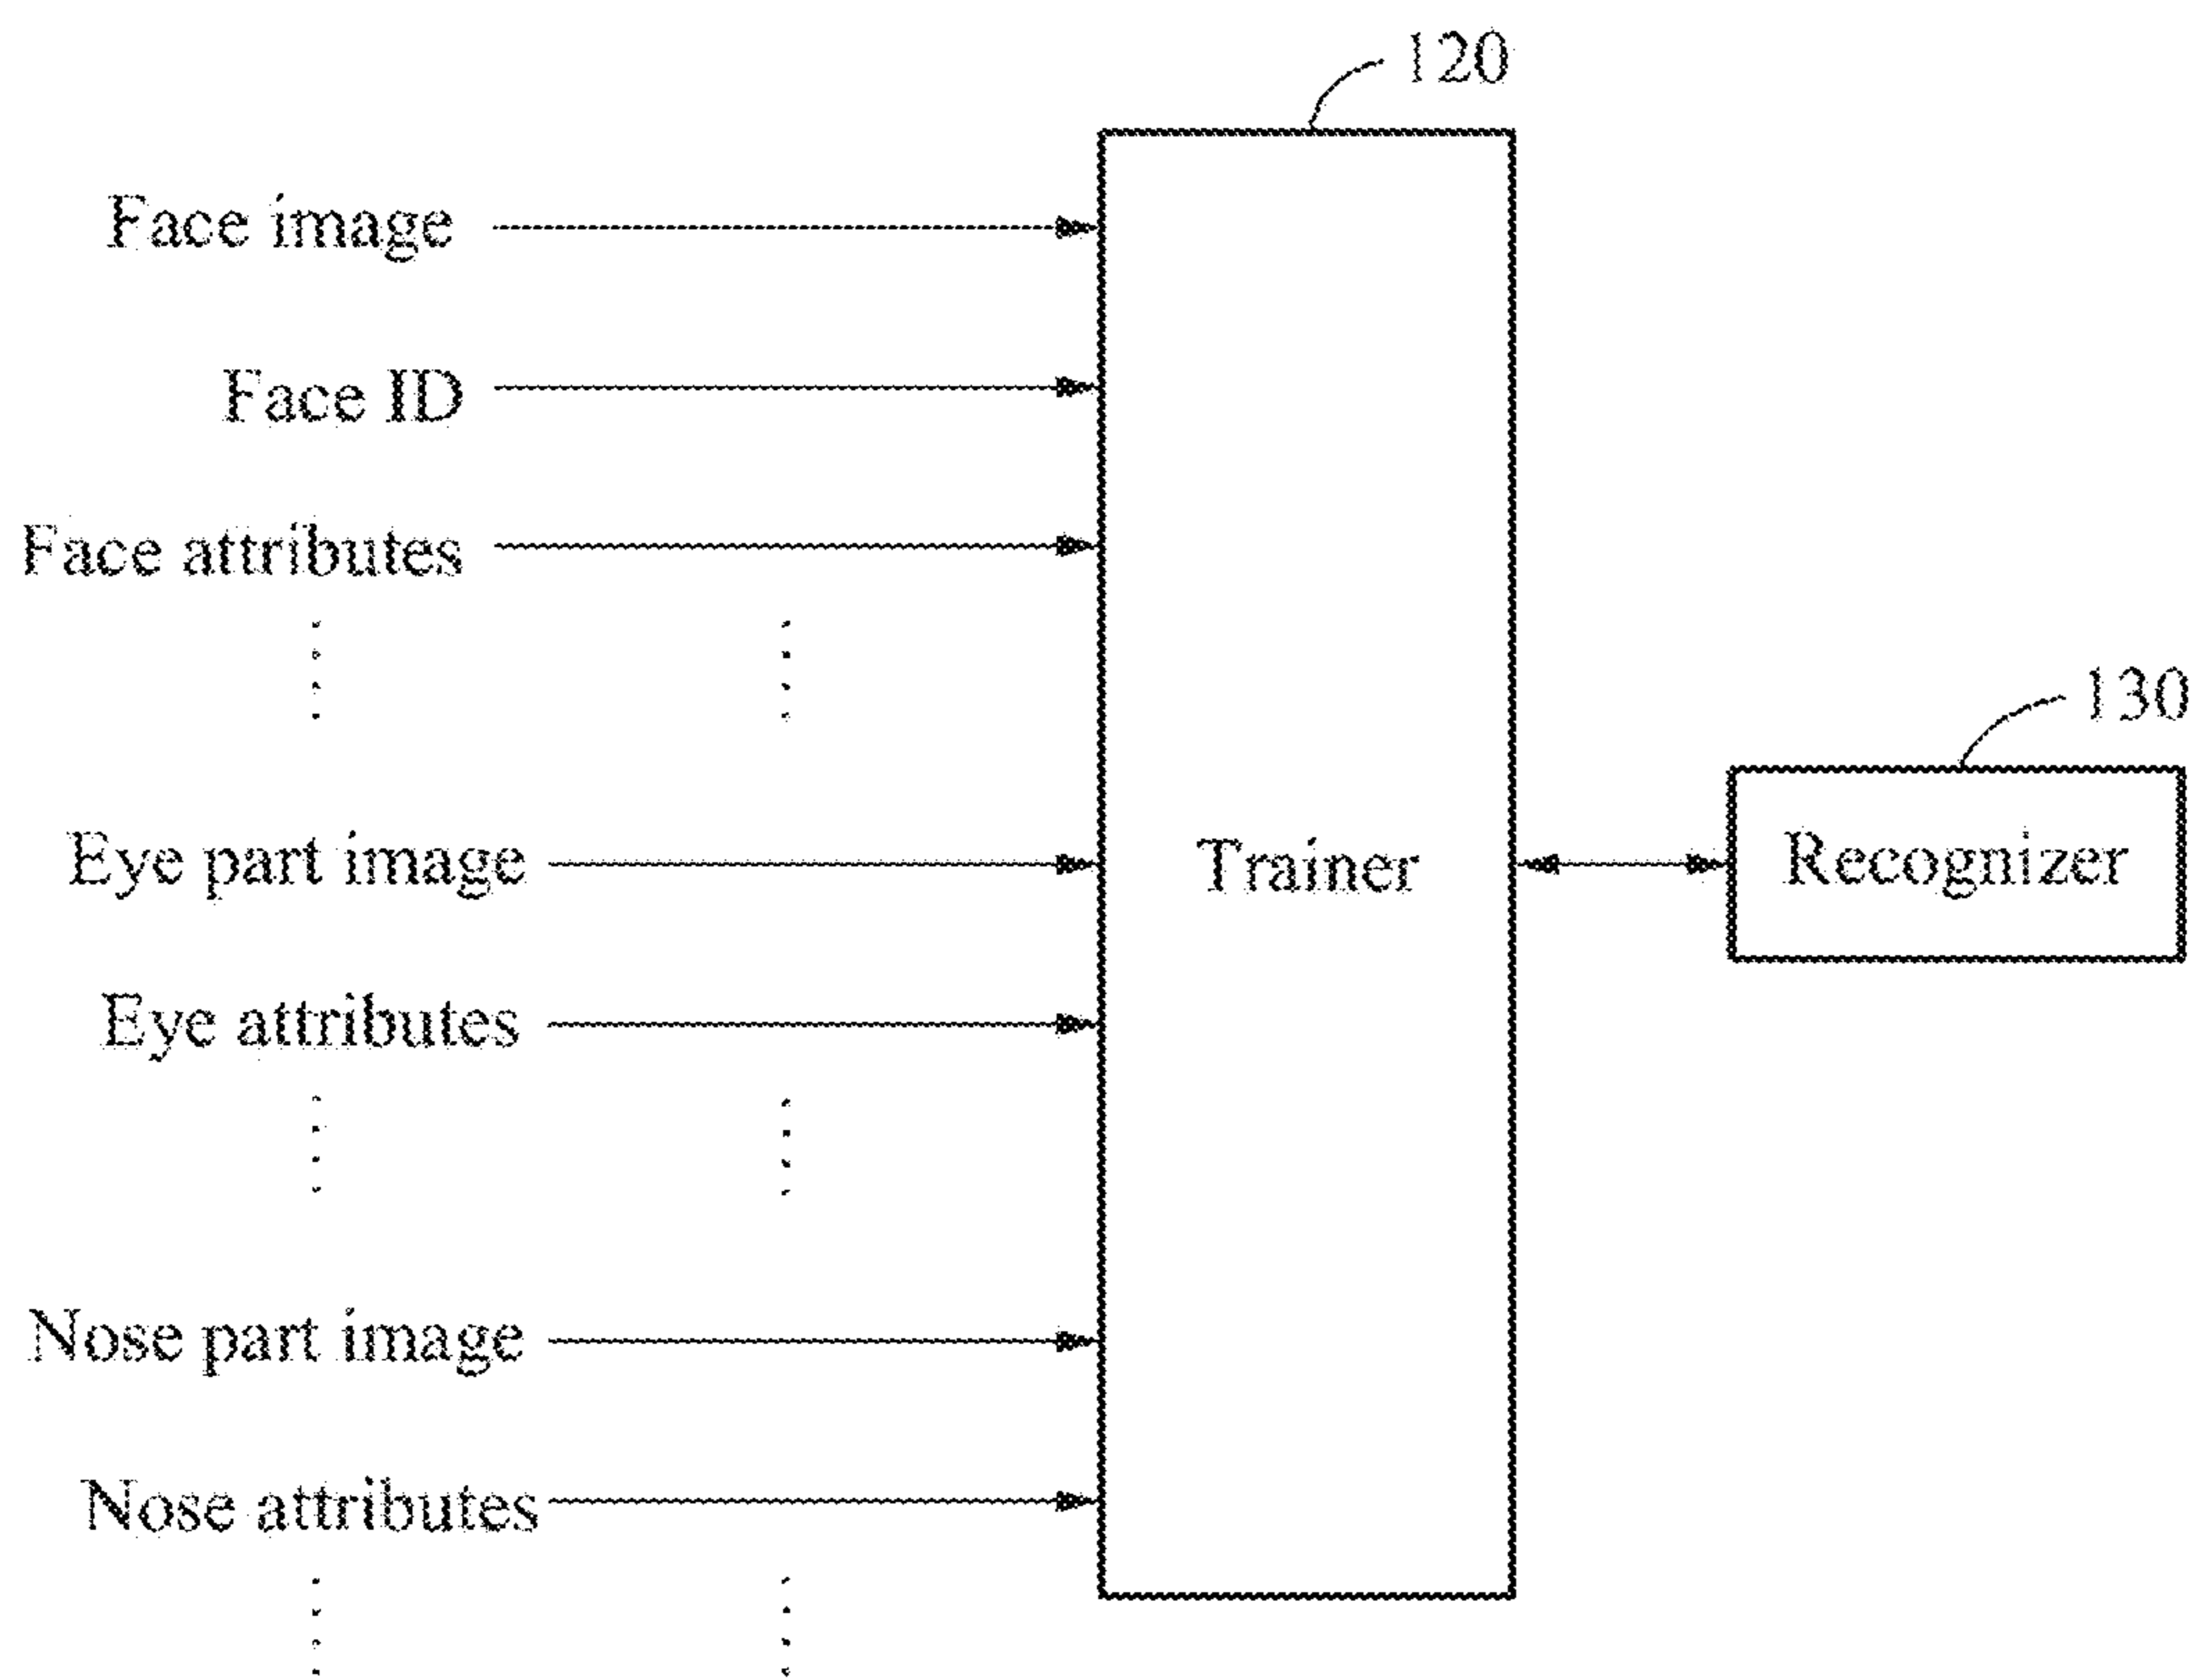 120
Face image
Face ID
Face attributes
130
Eye part image
Trainer
Recognizer
Eye attributes
Nose part image
Nose attributes